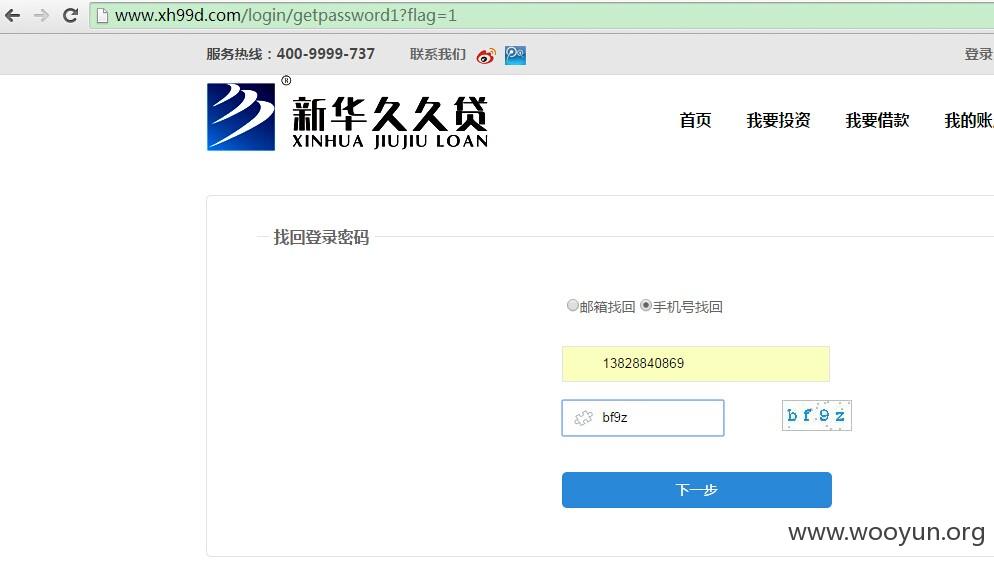 www.xh99d.com/login/getpassword1?flag=1
服务热线：400-9999-737 联系我们 登录
新华久久贷 ®
XINHUA JIUJIU LOAN
首页 我要投资 我要借款 我的账
找回登录密码
邮箱找回 手机号找回
13828840869
bf9z bf9z
下一步
www.wooyun.org